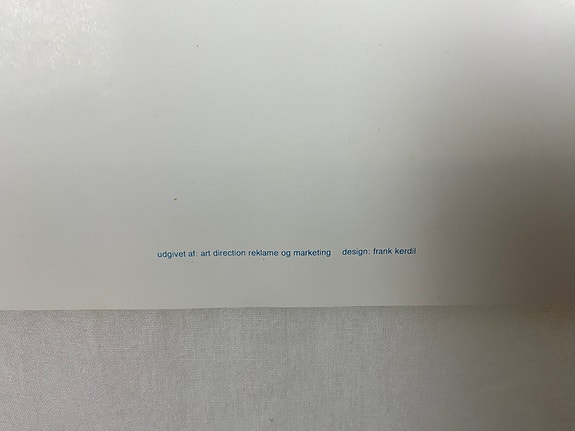 udgivet af: art direction reklame og marketing design: frank kerdil